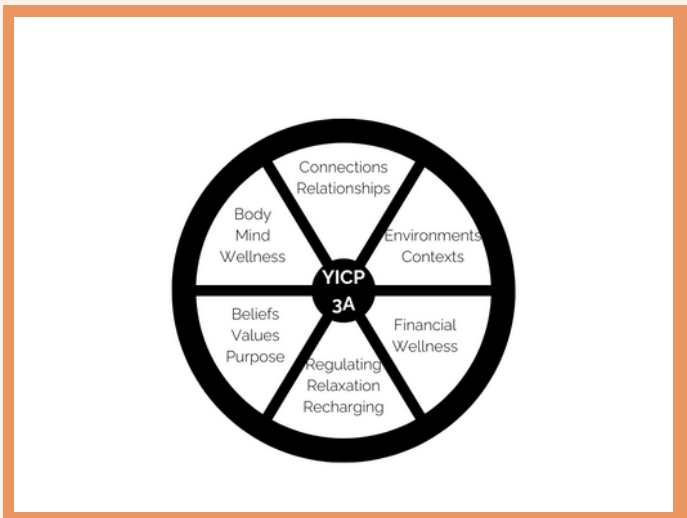 Connections
Relationships
Environments
Contexts
Financial
Wellness
Regulating
Relaxation
Recharging
Beliefs
Values
Purpose
Body
Mind
Wellness
YICP
3A